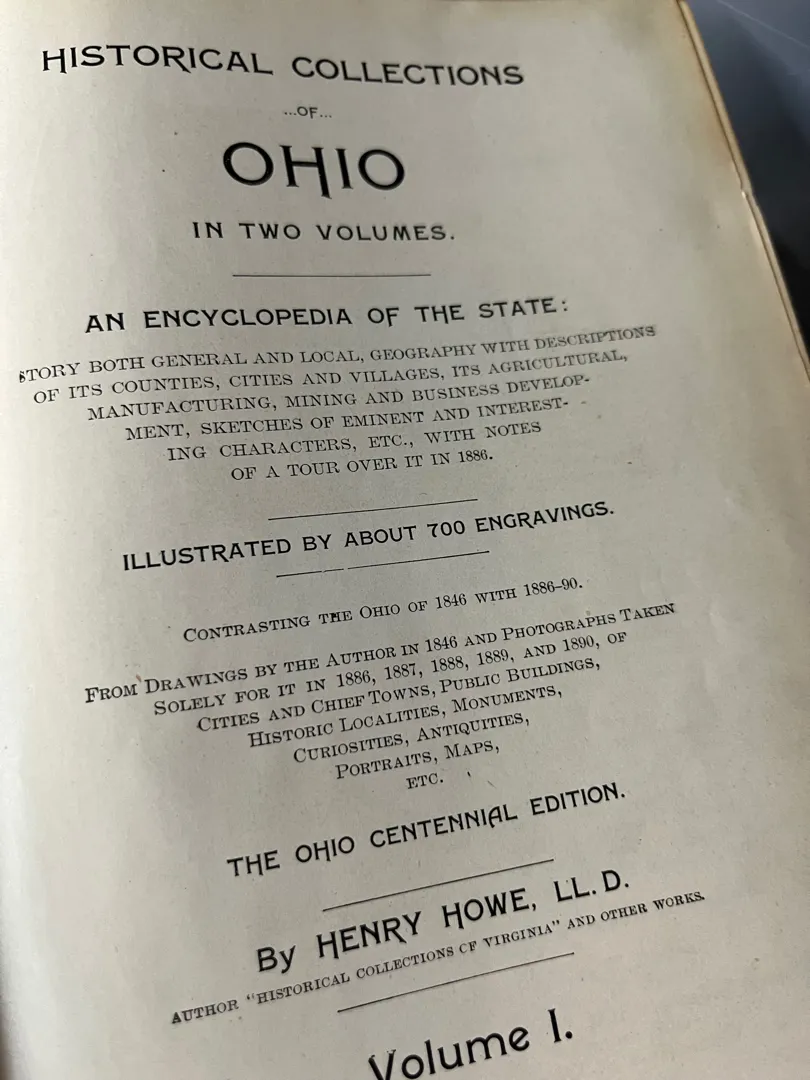 HISTORICAL COLLECTIONS
...OF...
OHIO
IN TWO VOLUMES.
AN ENCYCLOPEDIA OF THE STATE:
STORY BOTH GENERAL AND LOCAL, GEOGRAPHY WITH DESCRIPTIONS
OF ITS COUNTIES, CITIES AND VILLAGES, ITS AGRICULTURAL,
MANUFACTURING, MINING AND BUSINESS DEVELOP-
MENT, SKETCHES OF EMINENT AND INTEREST-
ING CHARACTERS, ETC., WITH NOTES
OF A TOUR OVER IT IN 1886.
ILLUSTRATED BY ABOUT 700 ENGRAVINGS.
CONTRASTING THE OHIO OF 1846 WITH 1886-90.
FROM DRAWINGS BY THE AUTHOR IN 1846 AND PHOTOGRAPHS TAKEN
SOLELY FOR IT IN 1886, 1887, 1888, 1889, AND 1890, OF
CITIES AND CHIEF TOWNS, PUBLIC BUILDINGS,
HISTORIC LOCALITIES, MONUMENTS,
CURIOSITIES, ANTIQUITIES,
PORTRAITS, MAPS,
ETC.
THE OHIO CENTENNIAL EDITION.
By HENRY HOWE, LL. D.
AUTHOR "HISTORICAL COLLECTIONS OF VIRGINIA" AND OTHER WORKS.
Volume I.